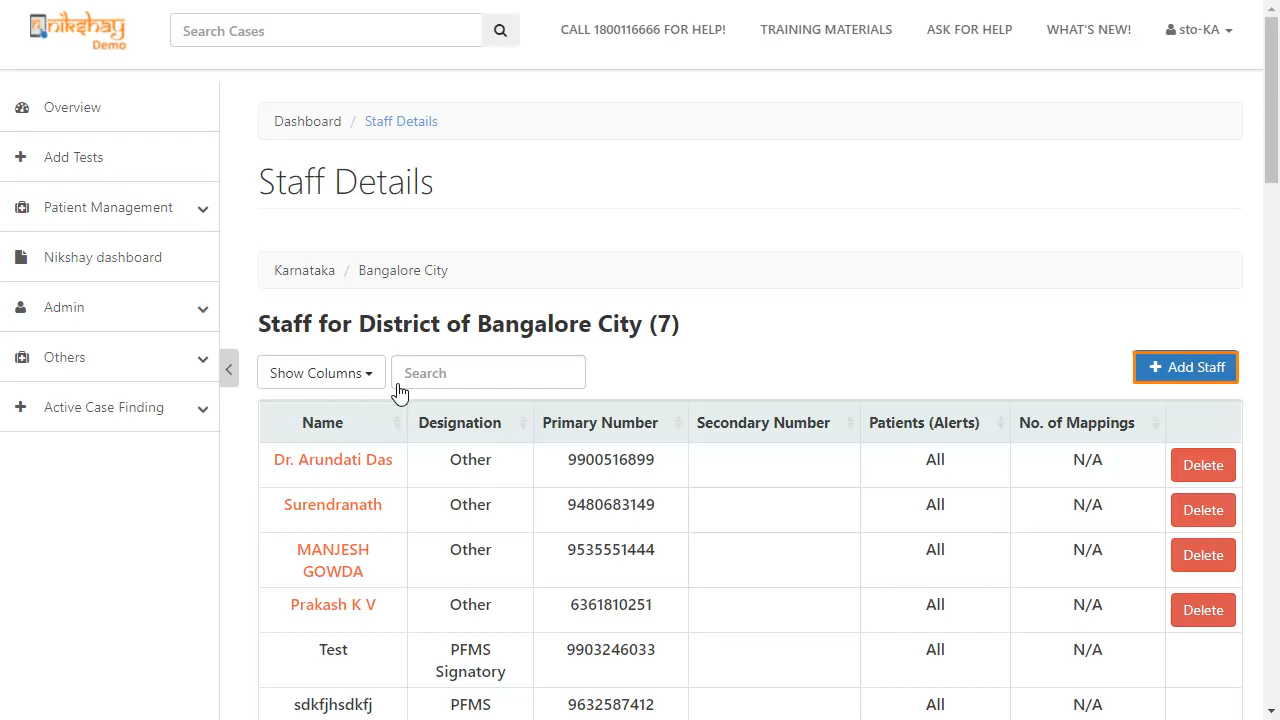 nikshay
Demo
Search Cases
CALL 1800116666 FOR HELP!
TRAINING MATERIALS
ASK FOR HELP
WHAT'S NEW!
sto-KA
Overview
Add Tests
Patient Management
Nikshay dashboard
Admin
Others
Active Case Finding
Dashboard / Staff Details
Staff Details
Karnataka / Bangalore City
Staff for District of Bangalore City (7)
Show Columns
Search
+ Add Staff
Name Designation Primary Number Secondary Number Patients (Alerts) No. of Mappings
Dr. Arundati Das Other 9900516899 All N/A Delete
Surendranath Other 9480683149 All N/A Delete
MANJESH GOWDA Other 9535551444 All N/A Delete
Prakash K V Other 6361810251 All N/A Delete
Test PFMS Signatory 9903246033 All N/A
sdkfjhsdkfj PFMS 9632587412 All N/A